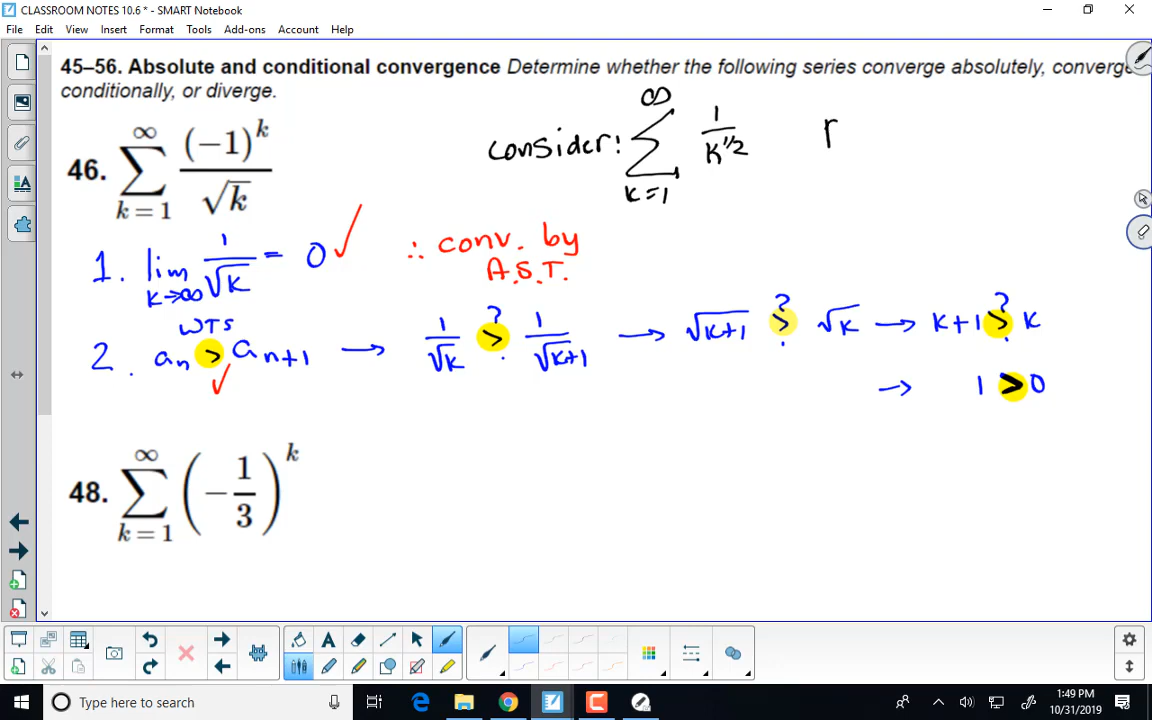 CLASSROOM NOTES 10.6 * - SMART Notebook
File Edit View Insert Format Tools Add-ons Account Help
45–56. Absolute and conditional convergence Determine whether the following series converge absolutely, converge
conditionally, or diverge.
46. ∞ ∑ k = 1 (−1)^k / √k
consider: ∞ ∑ k=1 1/k^1/2
1. lim k→∞ 1/√k = 0 ✓
∴ conv. by
A.S.T.
WTS
2. an > an+1 → 1/√k >? 1/√k+1 → √k+1 >? √k → k+1 >? k
✓
→ 1 > 0
48. ∞ ∑ k = 1 (−1/3)^k
Type here to search
1:49 PM
10/31/2019